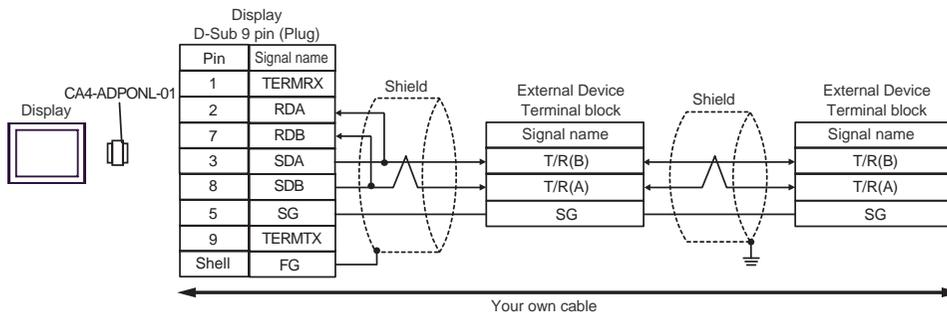 Display
D-Sub 9 pin (Plug)
Pin Signal name
1 TERMRX
2 RDA
7 RDB
3 SDA
8 SDB
5 SG
9 TERMTX
Shell FG
CA4-ADPONL-01
Display
Shield
External Device
Terminal block
Signal name
T/R(B)
T/R(A)
SG
Shield
External Device
Terminal block
Signal name
T/R(B)
T/R(A)
SG
Your own cable